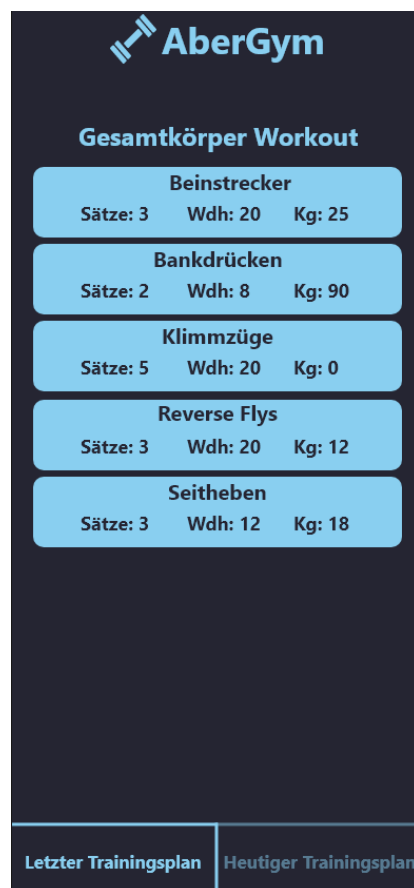 AberGym
Gesamtkörper Workout
Beinstrecker
Sätze: 3 Wdh: 20 Kg: 25
Bankdrücken
Sätze: 2 Wdh: 8 Kg: 90
Klimmzüge
Sätze: 5 Wdh: 20 Kg: 0
Reverse Flys
Sätze: 3 Wdh: 20 Kg: 12
Seitheben
Sätze: 3 Wdh: 12 Kg: 18
Letzter Trainingsplan Heutiger Trainingsplan